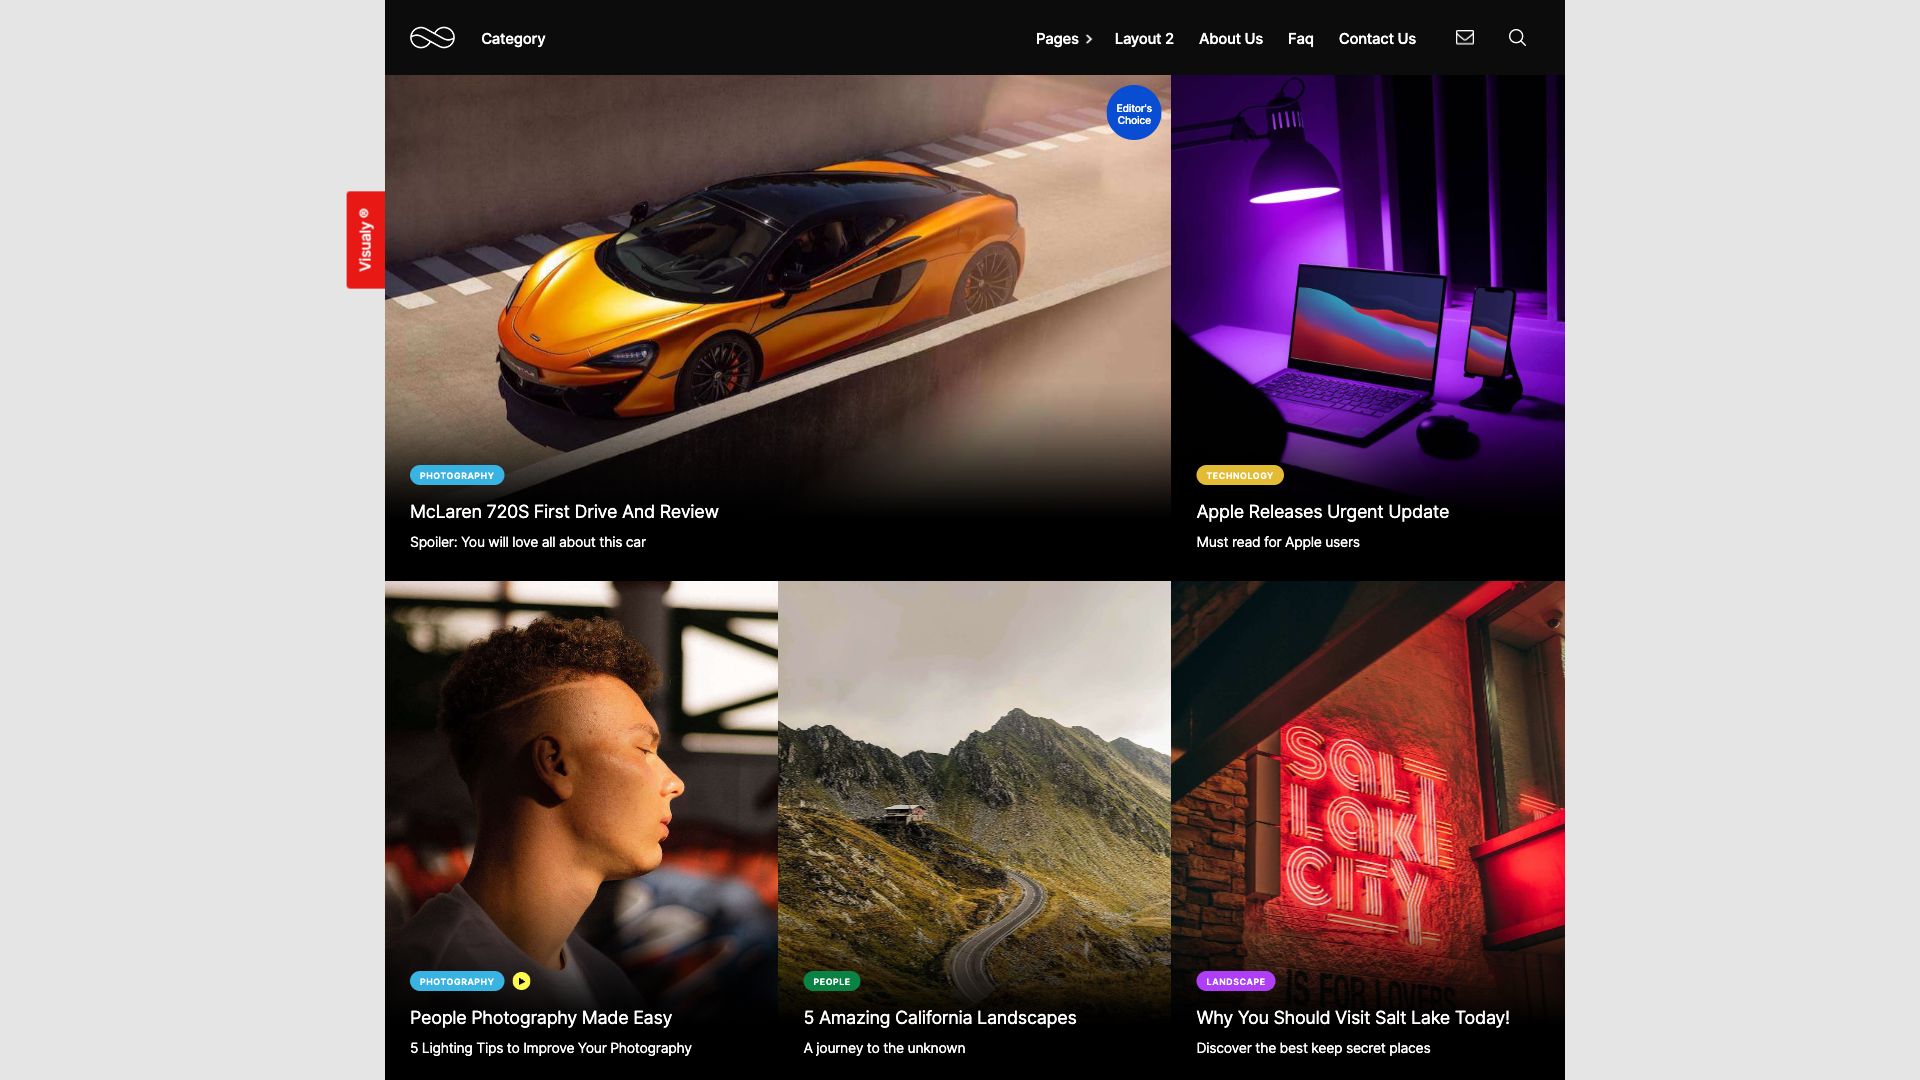 Category
Pages
Layout 2
About Us
Faq
Contact Us
Visualy ®
Editor's
Choice
PHOTOGRAPHY
McLaren 720S First Drive And Review
Spoiler: You will love all about this car
TECHNOLOGY
Apple Releases Urgent Update
Must read for Apple users
PHOTOGRAPHY
People Photography Made Easy
5 Lighting Tips to Improve Your Photography
PEOPLE
5 Amazing California Landscapes
A journey to the unknown
SALT
LAKE
CITY
IS FOR LOVERS
LANDSCAPE
Why You Should Visit Salt Lake Today!
Discover the best keep secret places